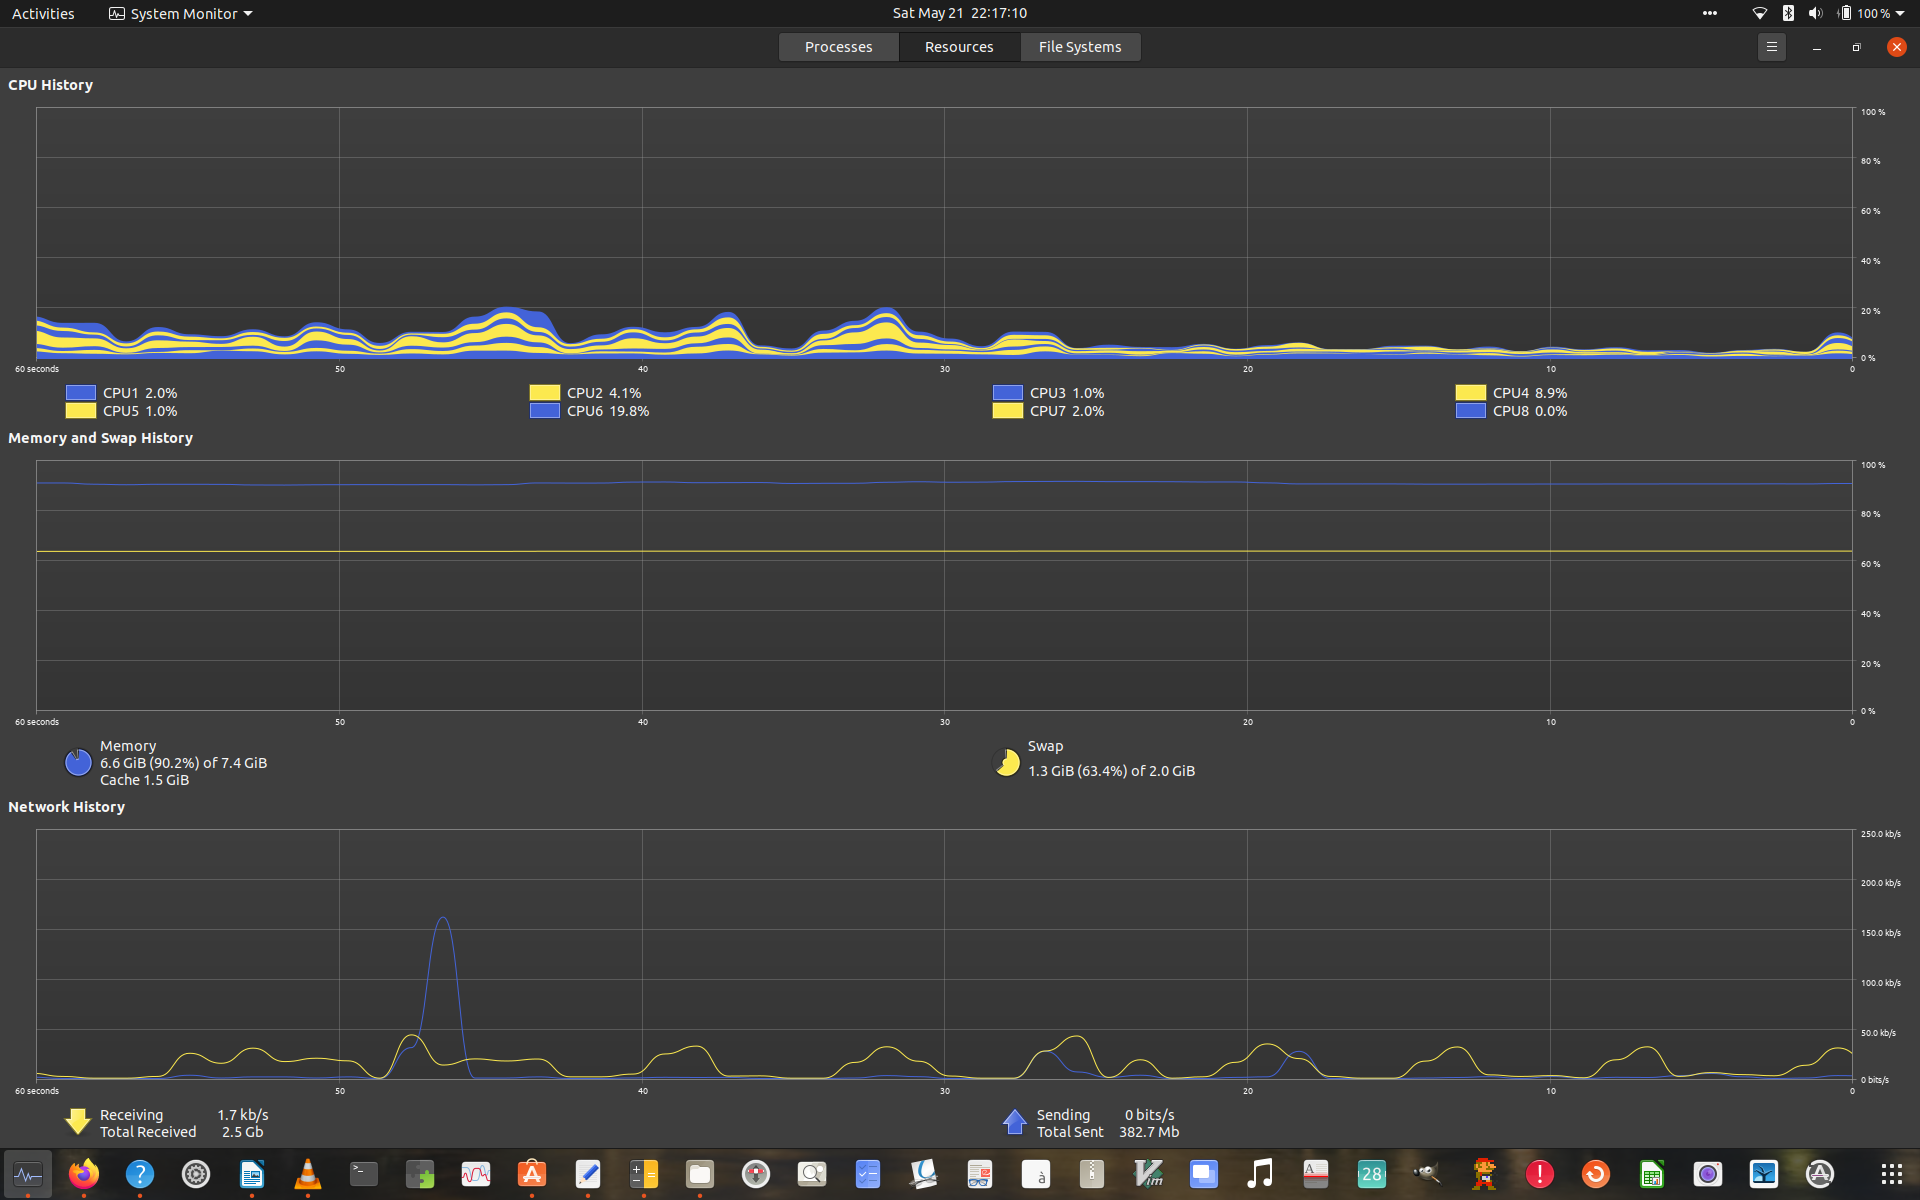 Activities
System Monitor
Sat May 21 22:17:10
100 %
Processes
Resources
File Systems
CPU History
100 %
80 %
60 %
40 %
20 %
0 %
60 seconds 50 40 30 20 10 0
CPU1 2.0% CPU2 4.1% CPU3 1.0% CPU4 8.9%
CPU5 1.0% CPU6 19.8% CPU7 2.0% CPU8 0.0%
Memory and Swap History
100 %
80 %
60 %
40 %
20 %
0 %
60 seconds 50 40 30 20 10 0
Memory
6.6 GiB (90.2%) of 7.4 GiB
Cache 1.5 GiB
Swap
1.3 GiB (63.4%) of 2.0 GiB
Network History
250.0 kb/s
200.0 kb/s
150.0 kb/s
100.0 kb/s
50.0 kb/s
0 bits/s
60 seconds 50 40 30 20 10 0
Receiving 1.7 kb/s
Total Received 2.5 Gb
Sending 0 bits/s
Total Sent 382.7 Mb
?
>_
à
Vim
A
28
!